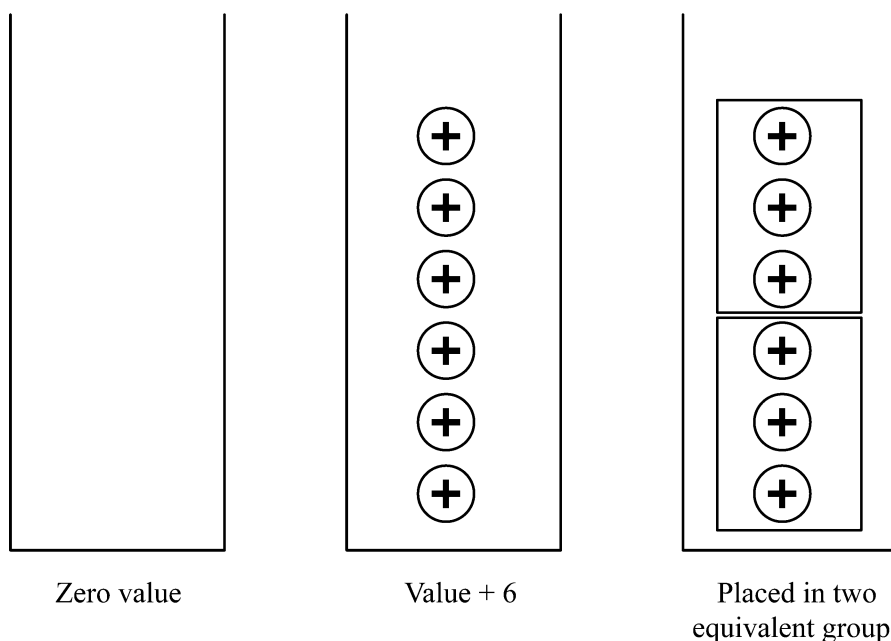 Zero value
Value + 6
Placed in two
equivalent group